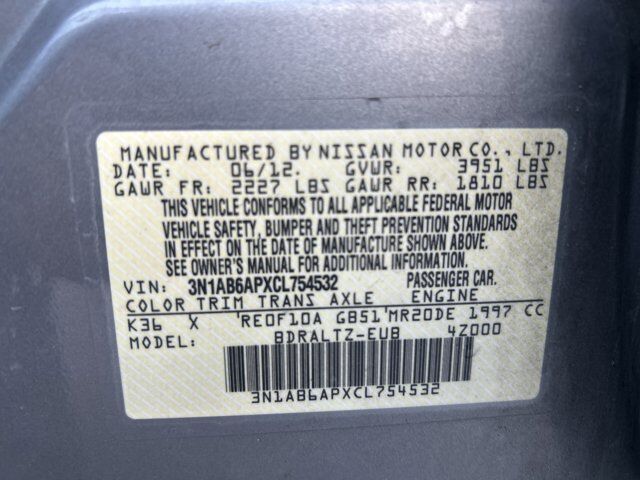 MANUFACTURED BY NISSAN MOTOR CO., LTD.
DATE: 06/12. GVWR: 3951 LBS
GAWR FR: 2227 LBS GAWR RR: 1810 LBS
THIS VEHICLE CONFORMS TO ALL APPLICABLE FEDERAL MOTOR
VEHICLE SAFETY, BUMPER AND THEFT PREVENTION STANDARDS
IN EFFECT ON THE DATE OF MANUFACTURE SHOWN ABOVE.
SEE OWNER'S MANUAL FOR ADDITIONAL INFORMATION.
VIN: 3N1AB6APXCL754532 PASSENGER CAR.
COLOR TRIM TRANS AXLE ENGINE
K36 X RE0F10A GB51 MR20DE 1997 CC
MODEL: BDRALTZ-EUB 4Z000
3N1AB6APXCL754532